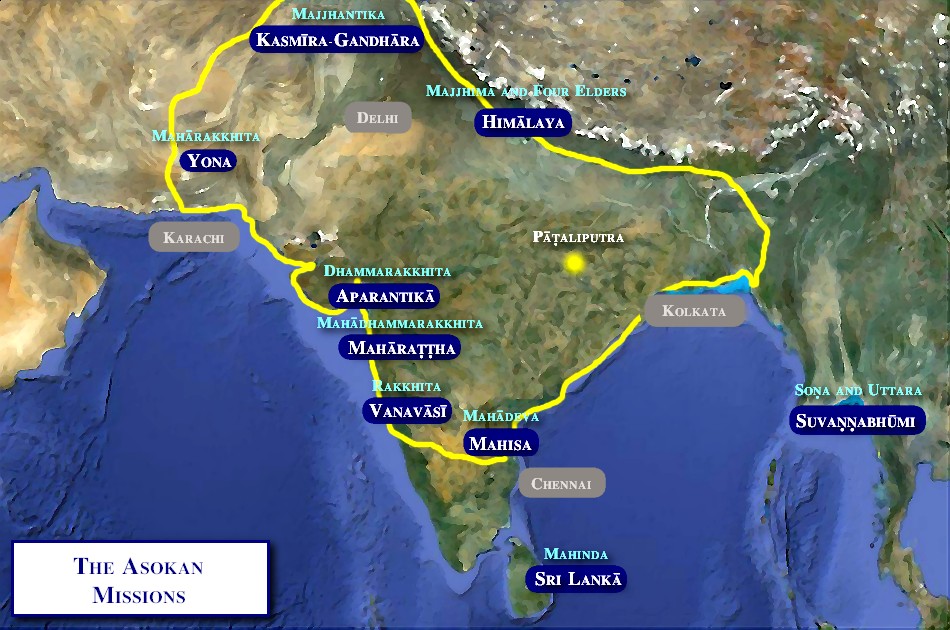 Majjhantika
Kasmīra-Gandhāra
Majjhima and Four Elders
Himālaya
Delhi
Mahārakkhita
Yona
Karachi
Pāṭaliputra
Dhammarakkhita
Aparantikā
Kolkata
Mahādhammarakkhita
Mahāraṭṭha
Rakkhita
Vanavāsī
Mahādeva
Mahisa
Soṇa and Uttara
Suvaṇṇabhūmi
Chennai
Mahinda
Sri Lankā
The Asokan
Missions